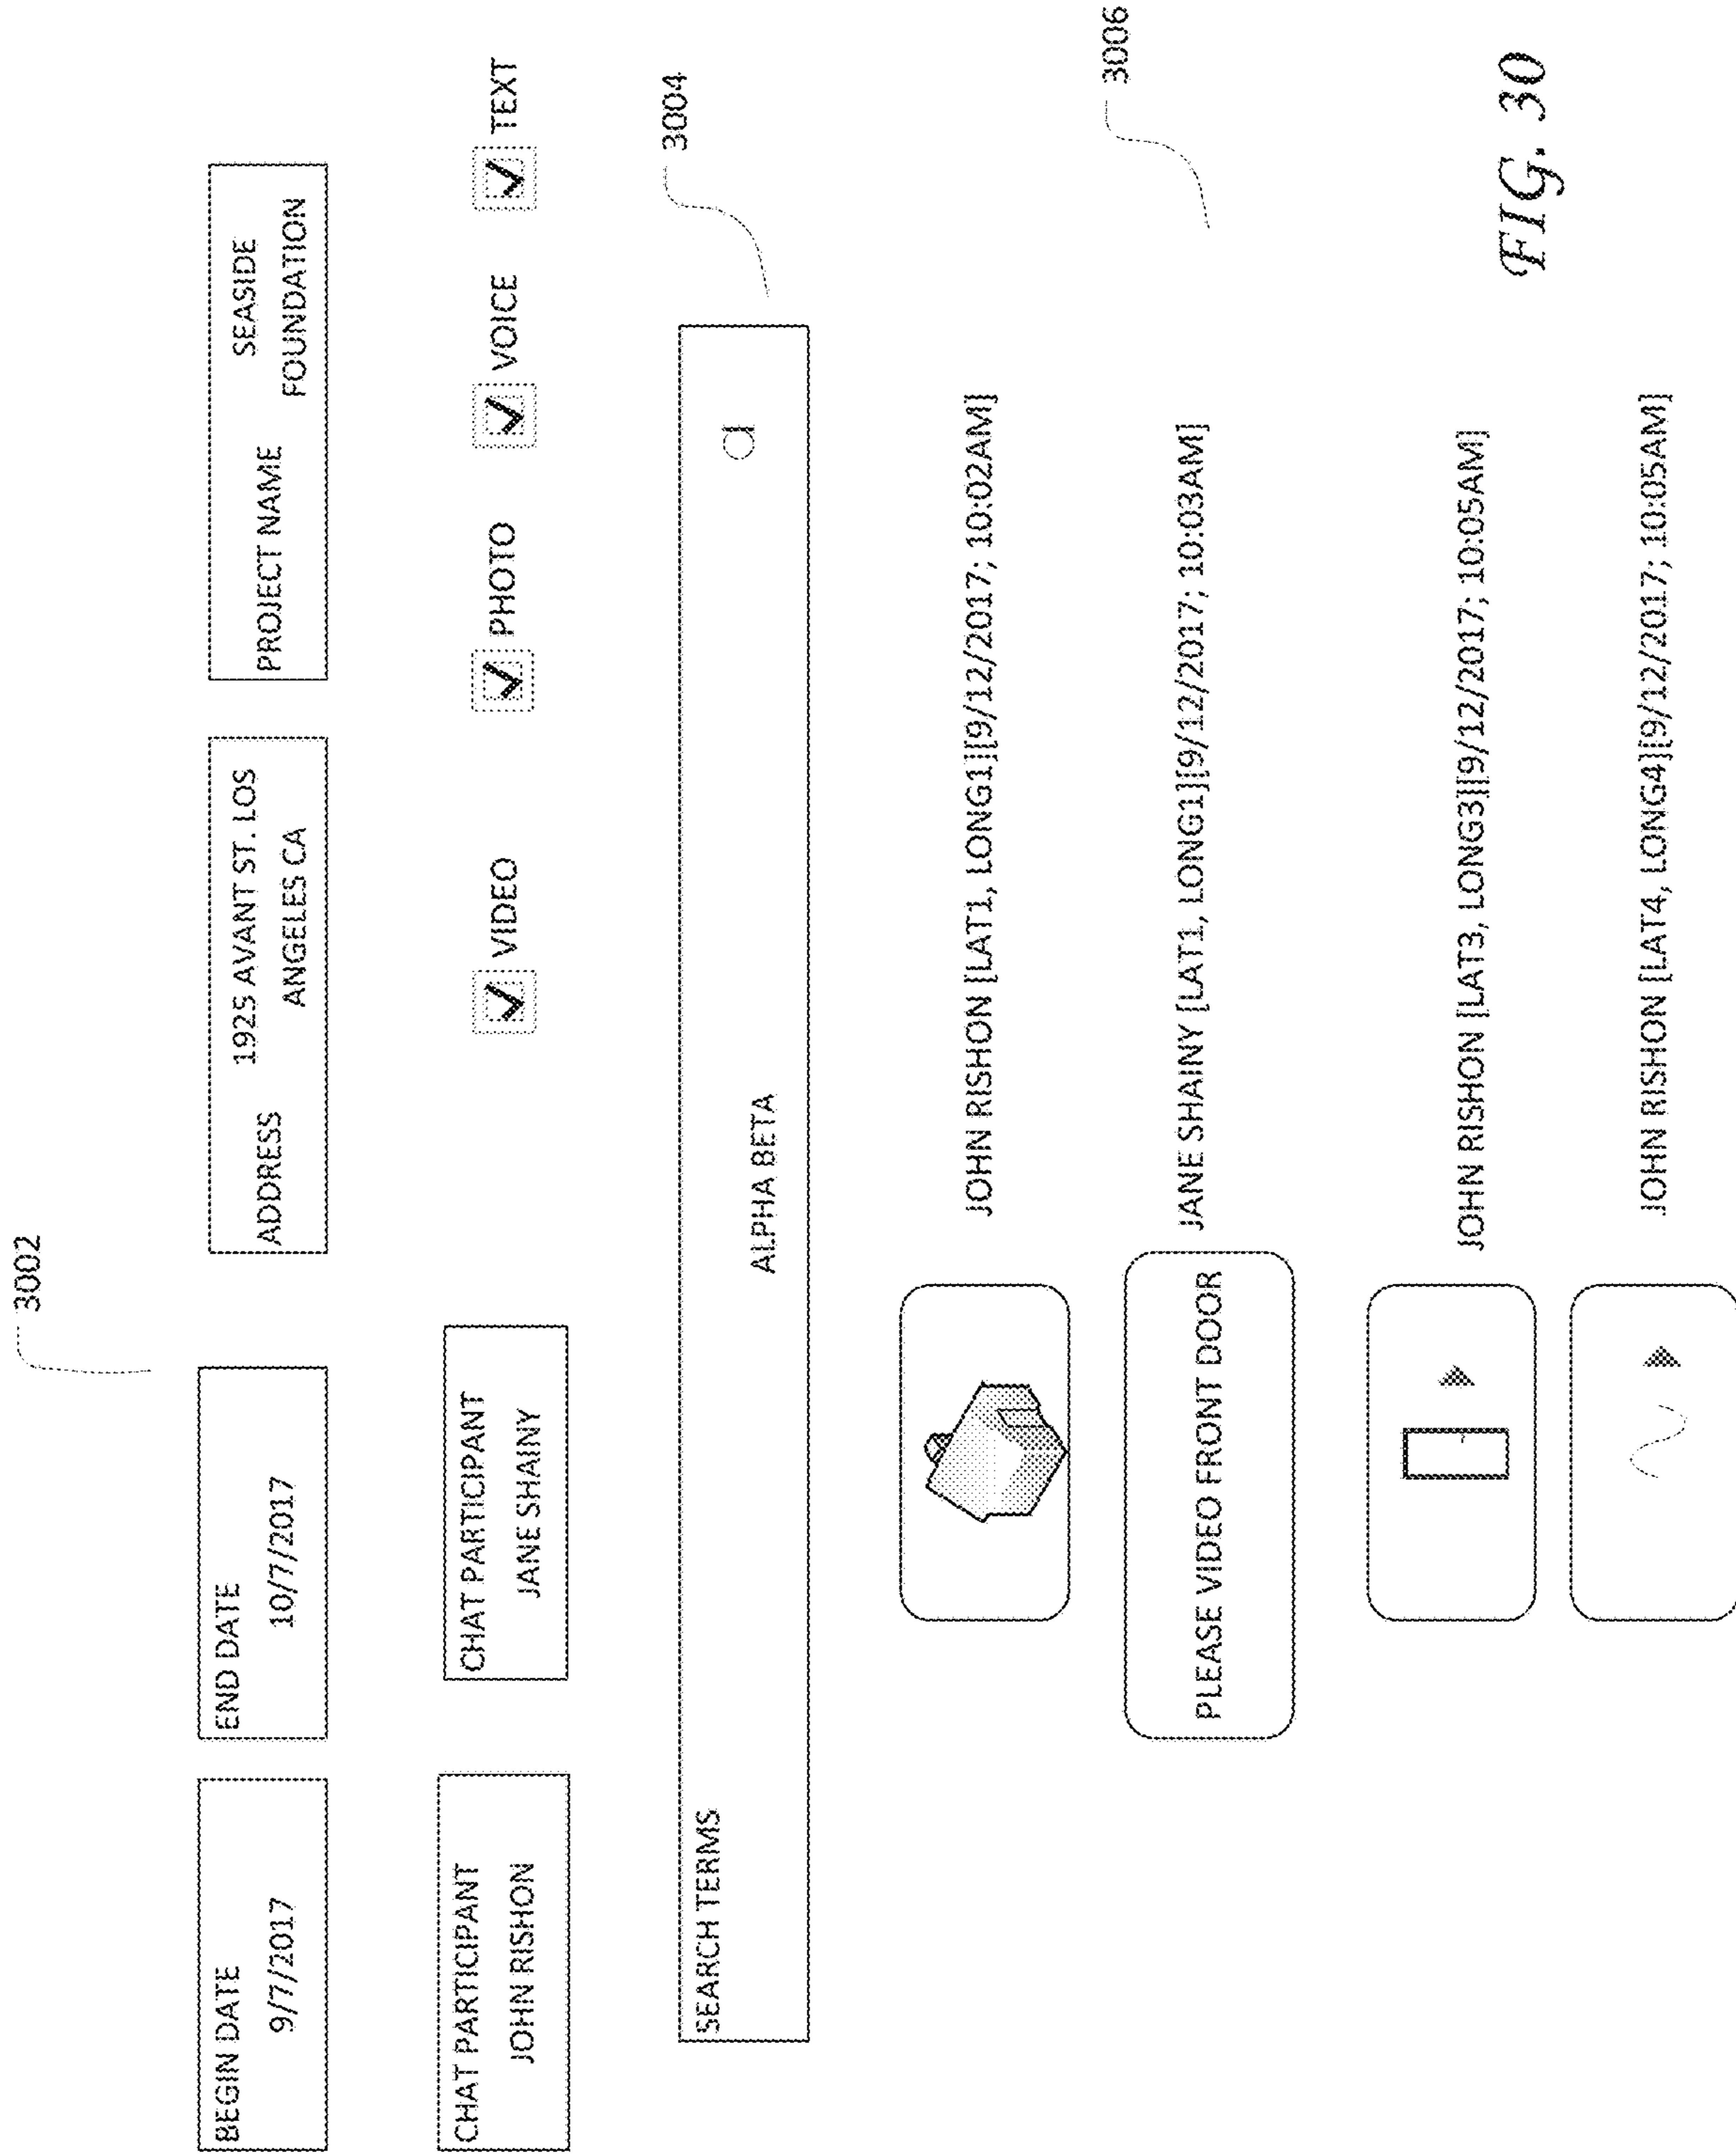 3002
BEGIN DATE
9/7/2017
END DATE
10/7/2017
ADDRESS
1925 AVANT ST. LOS
ANGELES CA
PROJECT NAME
SEASIDE
FOUNDATION
CHAT PARTICIPANT
JOHN RISHON
CHAT PARTICIPANT
JANE SHAINY
VIDEO
PHOTO
VOICE
TEXT
3004
SEARCH TERMS
ALPHA BETA
JOHN RISHON [LAT1, LONG1][9/12/2017; 10:02AM]
3006
PLEASE VIDEO FRONT DOOR
JANE SHAINY [LAT1, LONG1][9/12/2017; 10:03AM]
JOHN RISHON [LAT3, LONG3][9/12/2017; 10:05AM]
JOHN RISHON [LAT4, LONG4][9/12/2017; 10:05AM]
FIG. 30